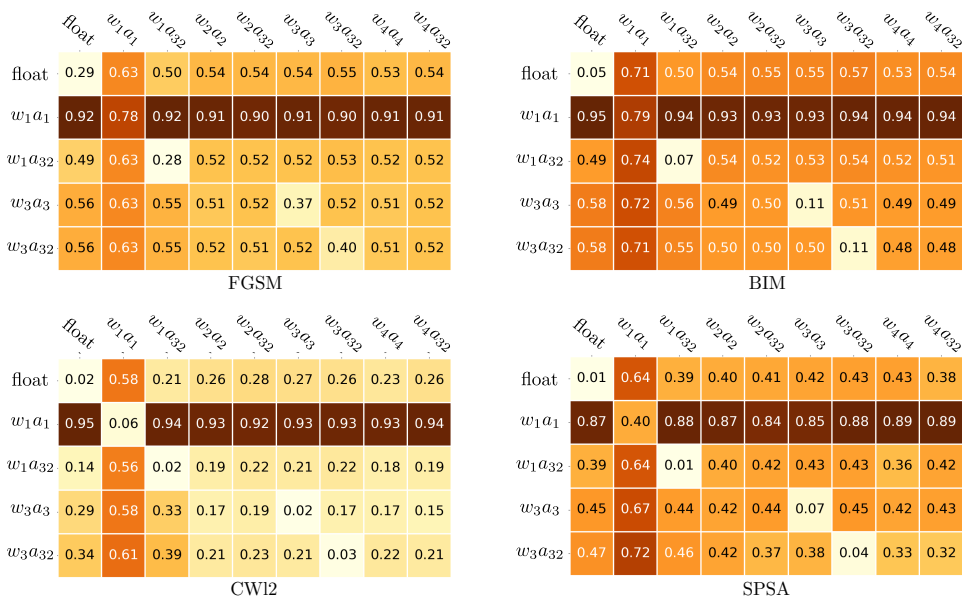 float w₁a₁ w₁a₃₂ w₂a₂ w₂a₃₂ w₃a₃ w₃a₃₂ w₄a₄ w₄a₃₂
float 0.29 0.63 0.50 0.54 0.54 0.54 0.55 0.53 0.54
w₁a₁ 0.92 0.78 0.92 0.91 0.90 0.91 0.90 0.91 0.91
w₁a₃₂ 0.49 0.63 0.28 0.52 0.52 0.52 0.53 0.52 0.52
w₃a₃ 0.56 0.63 0.55 0.51 0.52 0.37 0.52 0.51 0.52
w₃a₃₂ 0.56 0.63 0.55 0.52 0.51 0.52 0.40 0.51 0.52
FGSM
float w₁a₁ w₁a₃₂ w₂a₂ w₂a₃₂ w₃a₃ w₃a₃₂ w₄a₄ w₄a₃₂
float 0.05 0.71 0.50 0.54 0.55 0.55 0.57 0.53 0.54
w₁a₁ 0.95 0.79 0.94 0.93 0.93 0.93 0.94 0.94 0.94
w₁a₃₂ 0.49 0.74 0.07 0.54 0.52 0.53 0.54 0.52 0.51
w₃a₃ 0.58 0.72 0.56 0.49 0.50 0.11 0.51 0.49 0.49
w₃a₃₂ 0.58 0.71 0.55 0.50 0.50 0.50 0.11 0.48 0.48
BIM
float w₁a₁ w₁a₃₂ w₂a₂ w₂a₃₂ w₃a₃ w₃a₃₂ w₄a₄ w₄a₃₂
float 0.02 0.58 0.21 0.26 0.28 0.27 0.26 0.23 0.26
w₁a₁ 0.95 0.06 0.94 0.93 0.92 0.93 0.93 0.93 0.94
w₁a₃₂ 0.14 0.56 0.02 0.19 0.22 0.21 0.22 0.18 0.19
w₃a₃ 0.29 0.58 0.33 0.17 0.19 0.02 0.17 0.17 0.15
w₃a₃₂ 0.34 0.61 0.39 0.21 0.23 0.21 0.03 0.22 0.21
CWl2
float w₁a₁ w₁a₃₂ w₂a₂ w₂a₃₂ w₃a₃ w₃a₃₂ w₄a₄ w₄a₃₂
float 0.01 0.64 0.39 0.40 0.41 0.42 0.43 0.43 0.38
w₁a₁ 0.87 0.40 0.88 0.87 0.84 0.85 0.88 0.89 0.89
w₁a₃₂ 0.39 0.64 0.01 0.40 0.42 0.43 0.43 0.36 0.42
w₃a₃ 0.45 0.67 0.44 0.42 0.44 0.07 0.45 0.42 0.43
w₃a₃₂ 0.47 0.72 0.46 0.42 0.37 0.38 0.04 0.33 0.32
SPSA